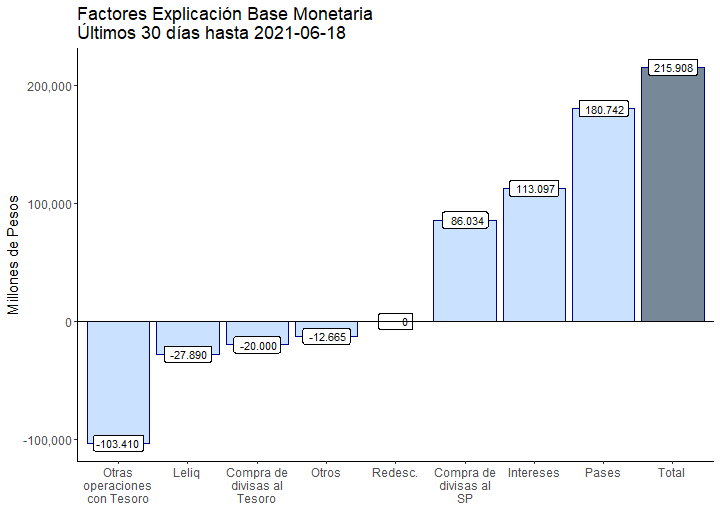 Factores Explicación Base Monetaria
Últimos 30 días hasta 2021-06-18
Millones de Pesos
200,000
100,000
0
-100,000
-103.410
-27.890
-20.000
-12.665
0
86.034
113.097
180.742
215.908
Otras
operaciones
con Tesoro
Leliq
Compra de
divisas al
Tesoro
Otros
Redesc.
Compra de
divisas al
SP
Intereses
Pases
Total